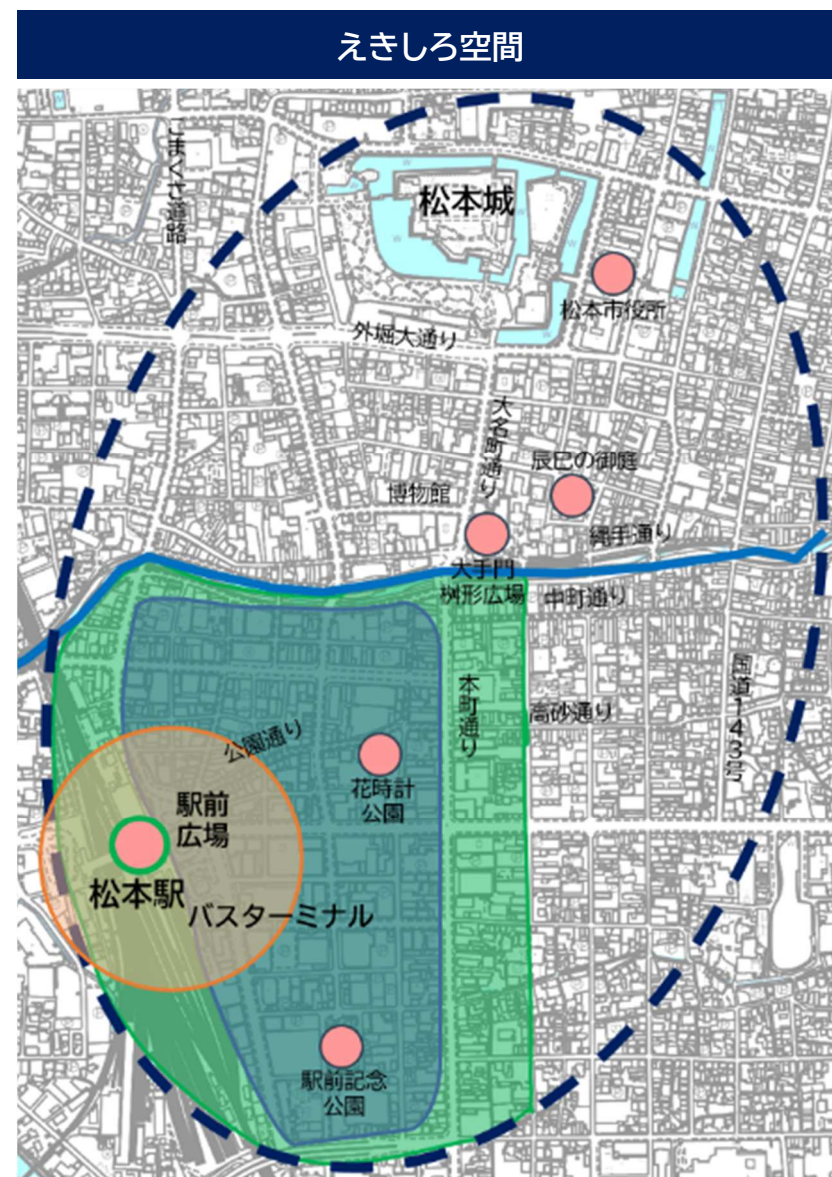 えきしろ空間
こまくさ道路
松本城
松本市役所
外堀大通り
大名町通り
辰巳の御庭
博物館
縄手通り
大手門
桝形広場
中町通り
本町通り
高砂通り
国道143号
公園通り
花時計
公園
駅前
広場
松本駅
バスターミナル
駅前記念
公園